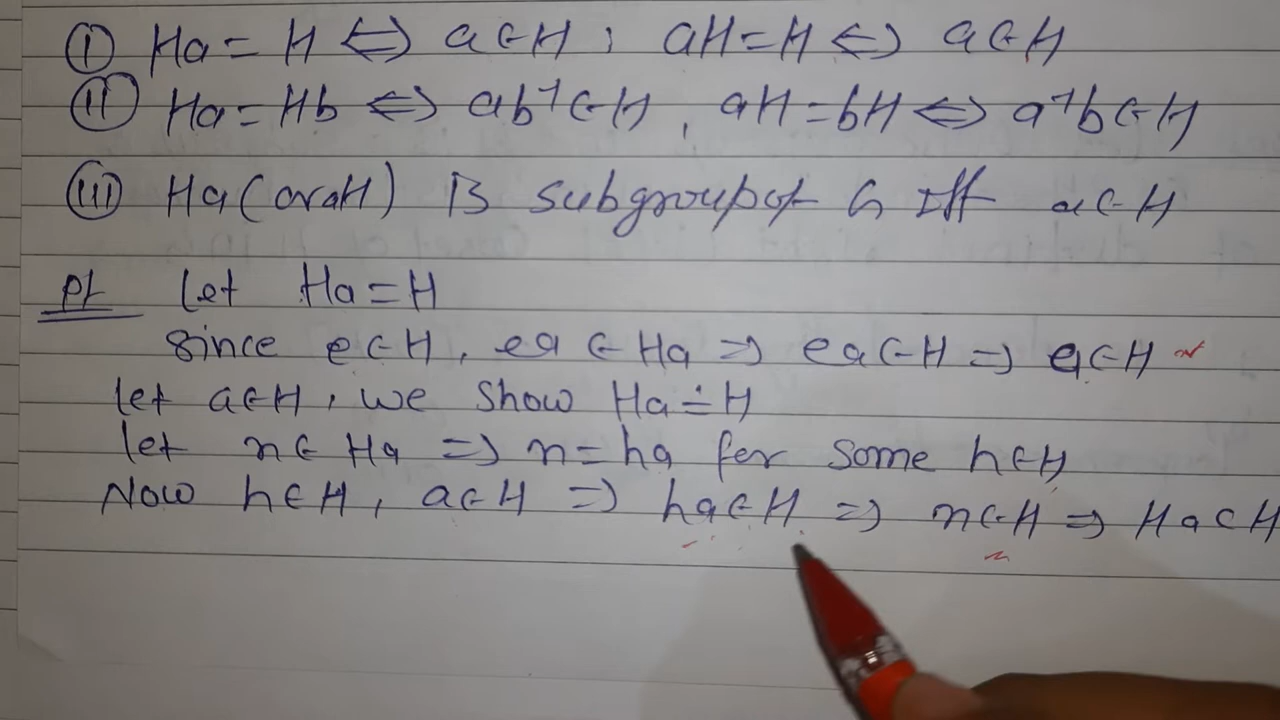 (I) Ha = H ⇔ a∈H, aH = H ⇔ a∈H
(II) Ha = Hb ⇔ ab⁻¹∈H, aH = bH ⇔ a⁻¹b∈H
(III) Ha (or aH) is subgroup of G iff a∈H
Pf Let Ha = H
Since e∈H, ea∈Ha ⇒ ea∈H ⇒ a∈H
let a∈H, we show Ha = H
let x∈Ha ⇒ x = ha for some h∈H
Now h∈H, a∈H ⇒ ha∈H ⇒ x∈H ⇒ Ha⊂H